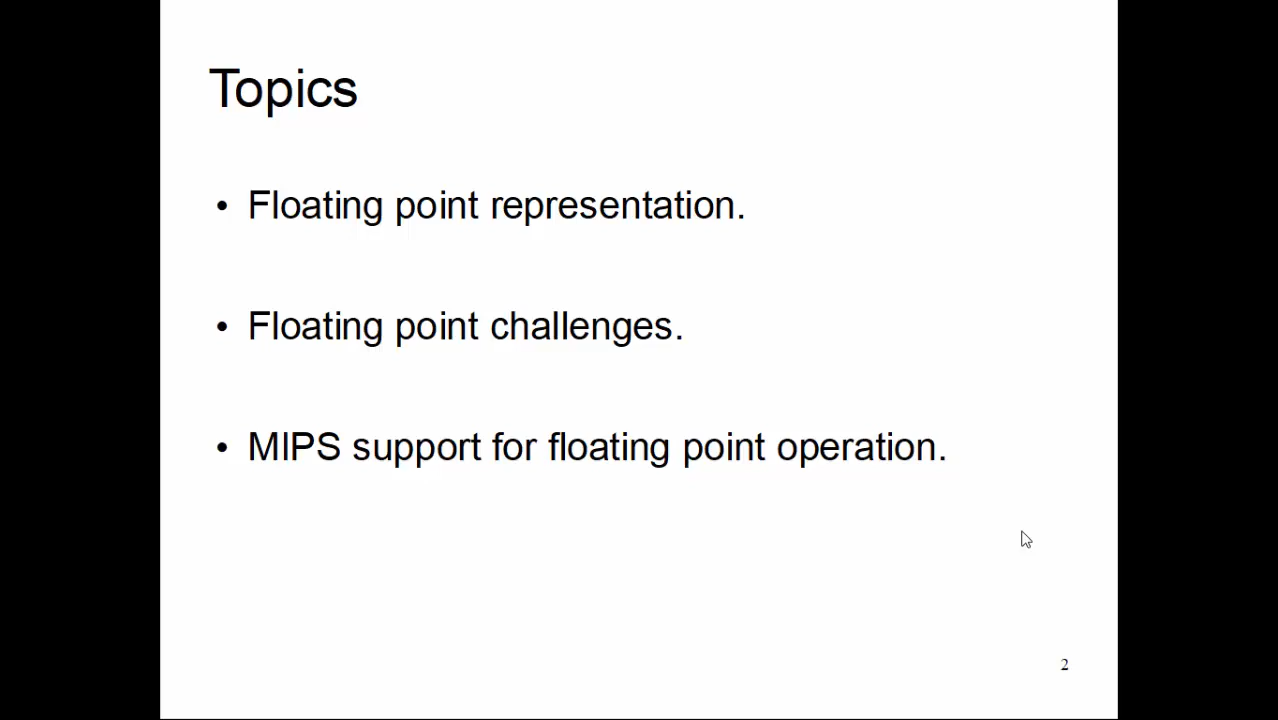 Topics
• Floating point representation.
• Floating point challenges.
• MIPS support for floating point operation.
2